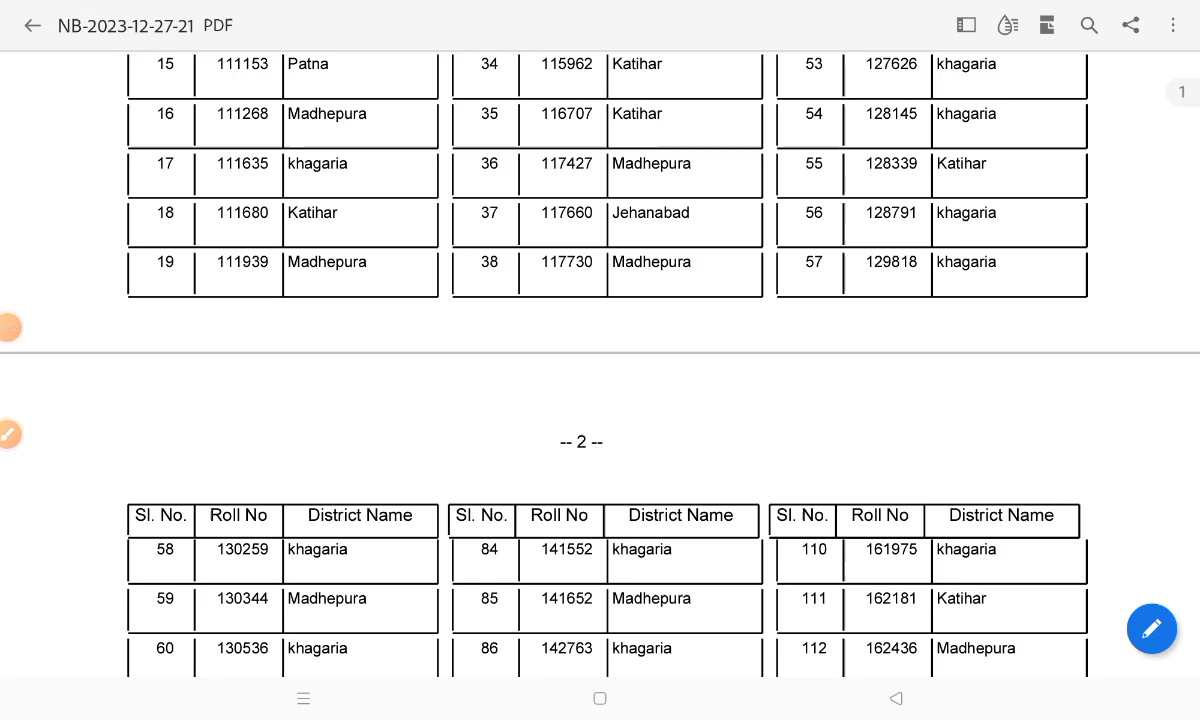 NB-2023-12-27-21 PDF
1
15 111153 Patna 34 115962 Katihar 53 127626 khagaria
16 111268 Madhepura 35 116707 Katihar 54 128145 khagaria
17 111635 khagaria 36 117427 Madhepura 55 128339 Katihar
18 111680 Katihar 37 117660 Jehanabad 56 128791 khagaria
19 111939 Madhepura 38 117730 Madhepura 57 129818 khagaria
-- 2 --
Sl. No. Roll No District Name Sl. No. Roll No District Name Sl. No. Roll No District Name
58 130259 khagaria 84 141552 khagaria 110 161975 khagaria
59 130344 Madhepura 85 141652 Madhepura 111 162181 Katihar
60 130536 khagaria 86 142763 khagaria 112 162436 Madhepura